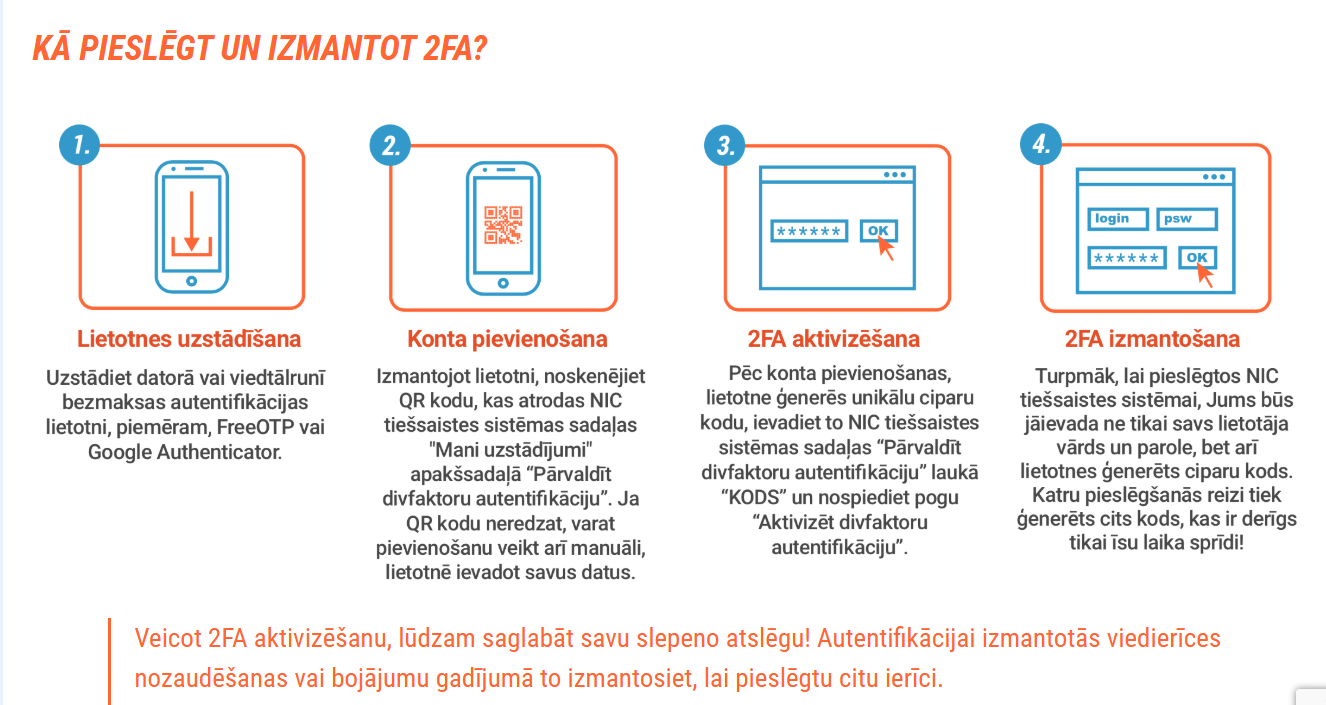 KĀ PIESLĒGT UN IZMANTOT 2FA?
1.
Lietotnes uzstādīšana
Uzstādiet datorā vai viedtālrunī
bezmaksas autentifikācijas
lietotni, piemēram, FreeOTP vai
Google Authenticator.
2.
Konta pievienošana
Izmantojot lietotni, noskenējiet
QR kodu, kas atrodas NIC
tiešsaistes sistēmas sadaļas
"Mani uzstādījumi"
apakšsadaļā “Pārvaldīt
divfaktoru autentifikāciju”. Ja
QR kodu neredzat, varat
pievienošanu veikt arī manuāli,
lietotnē ievadot savus datus.
3.
******
OK
2FA aktivizēšana
Pēc konta pievienošanas,
lietotne ģenerēs unikālu ciparu
kodu, ievadiet to NIC tiešsaistes
sistēmas sadaļas “Pārvaldīt
divfaktoru autentifikāciju” laukā
“KODS” un nospiediet pogu
“Aktivizēt divfaktoru
autentifikāciju”.
4.
login
psw
******
OK
2FA izmantošana
Turpmāk, lai pieslēgtos NIC
tiešsaistes sistēmai, Jums būs
jāievada ne tikai savs lietotāja
vārds un parole, bet arī
lietotnes ģenerēts ciparu kods.
Katru pieslēgšanās reizi tiek
ģenerēts cits kods, kas ir derīgs
tikai īsu laika sprīdi!
Veicot 2FA aktivizēšanu, lūdzam saglabāt savu slepeno atslēgu! Autentifikācijai izmantotās viedierīces
nozaudēšanas vai bojājumu gadījumā to izmantosiet, lai pieslēgtu citu ierīci.